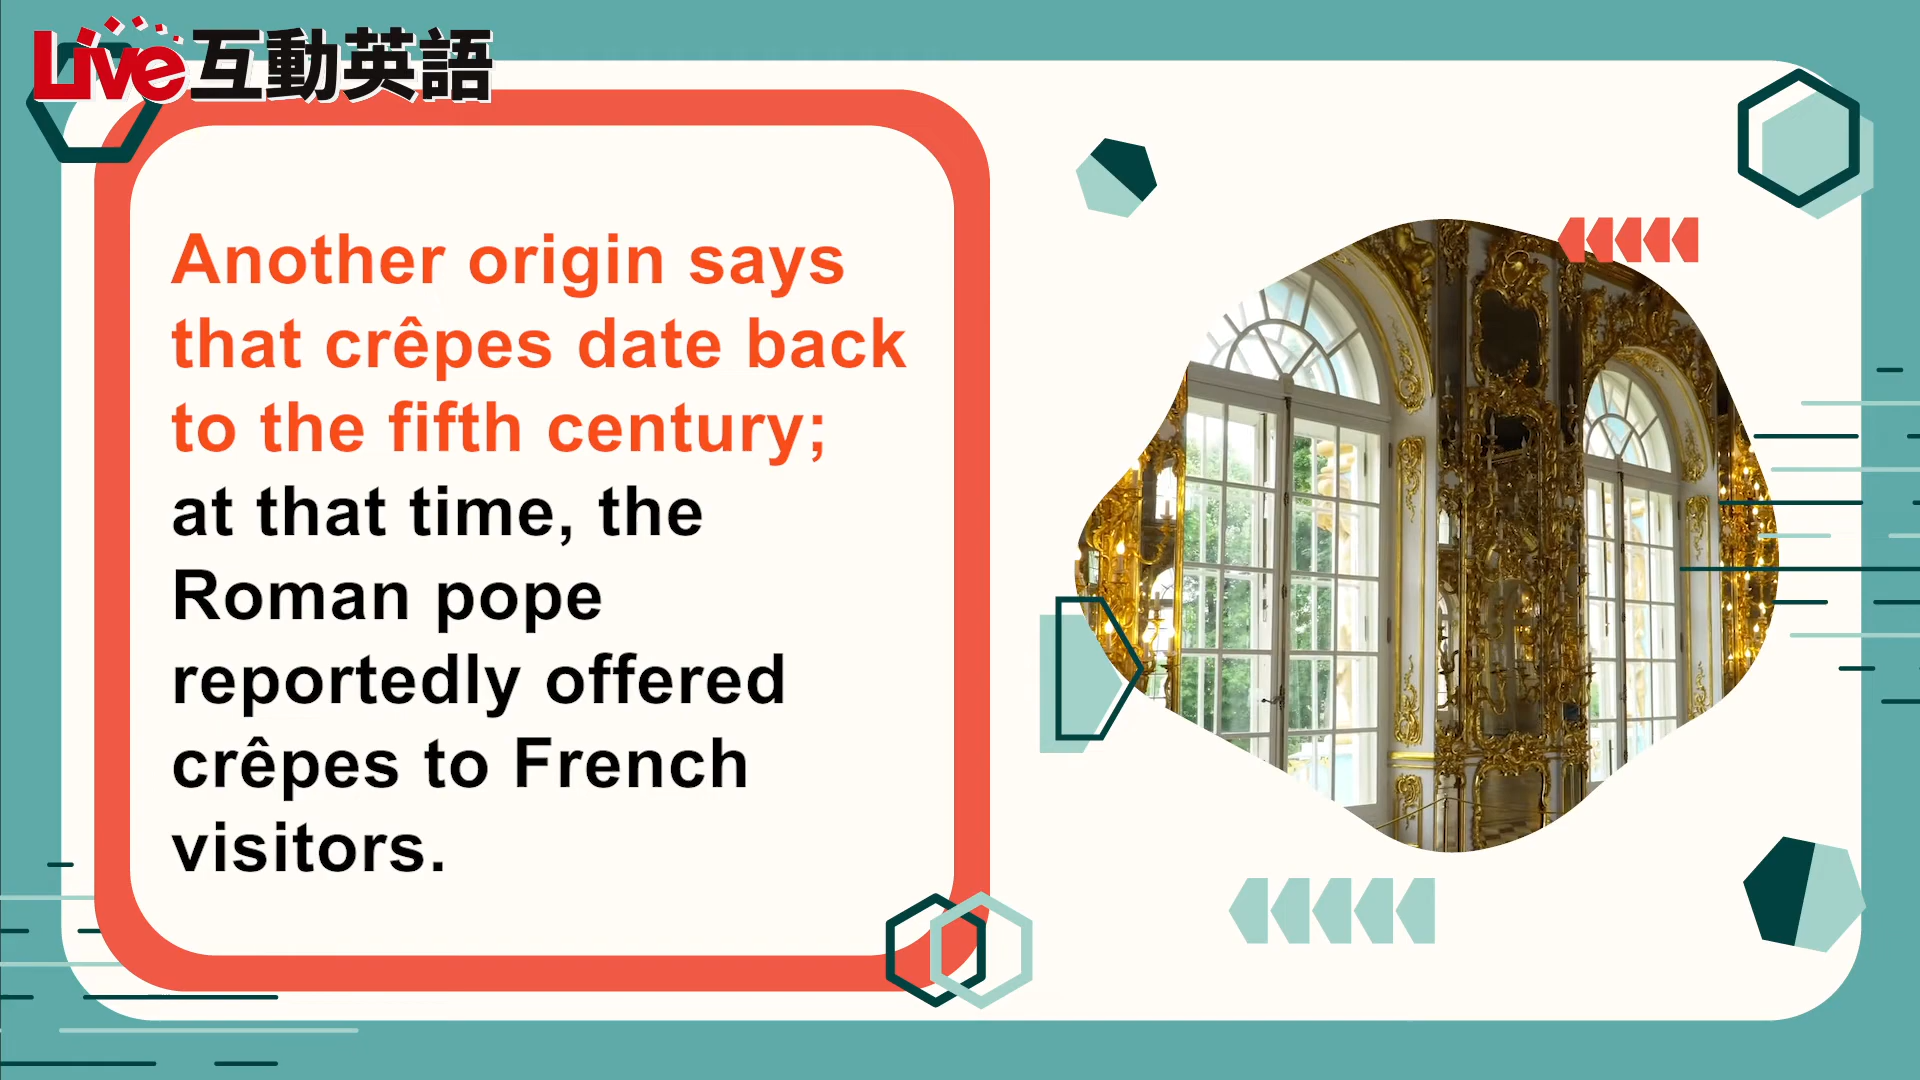 Live互動英語
Another origin says
that crêpes date back
to the fifth century;
at that time, the
Roman pope
reportedly offered
crêpes to French
visitors.